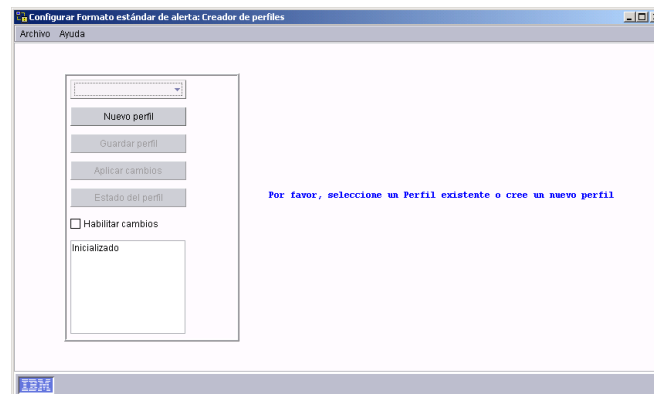 Configurar Formato estándar de alerta: Creador de perfiles
Archivo Ayuda
Nuevo perfil
Guardar perfil
Aplicar cambios
Estado del perfil
Por favor, seleccione un Perfil existente o cree un nuevo perfil
Habilitar cambios
Inicializado
IBM